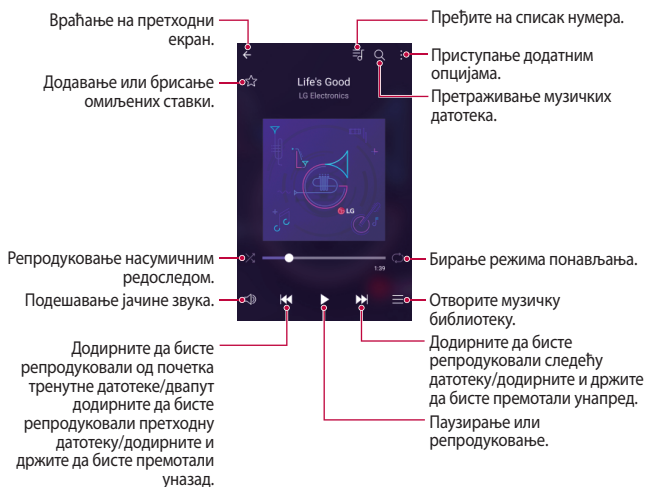 Враћање на претходни
екран.
Додавање или брисање
омиљених ставки.
Репродуковање насумичним
редоследом.
Подешавање јачине звука.
Додирните да бисте
репродуковали од почетка
тренутне датотеке/двапут
додирните да бисте
репродуковали претходну
датотеку/додирните и
држите да бисте премотали
уназад.
Life's Good
LG Electronics
LG
1:39
Пређите на списак нумера.
Приступање додатним
опцијама.
Претраживање музичких
датотека.
Бирање режима понављања.
Отворите музичку
библиотеку.
Додирните да бисте
репродуковали следећу
датотеку/додирните и држите
да бисте премотали унапред.
Паузирање или
репродуковање.